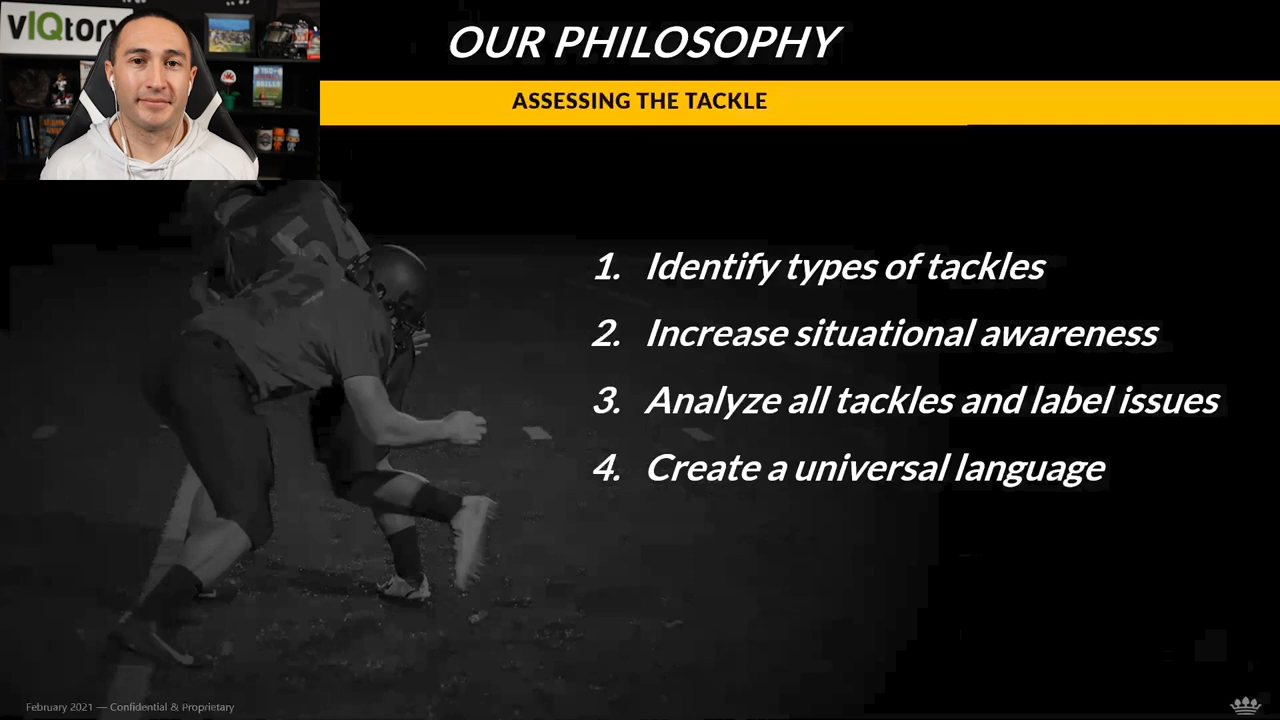 vIQtory
OUR PHILOSOPHY
ASSESSING THE TACKLE
54
1. Identify types of tackles
2. Increase situational awareness
3. Analyze all tackles and label issues
4. Create a universal language
February 2021 — Confidential & Proprietary